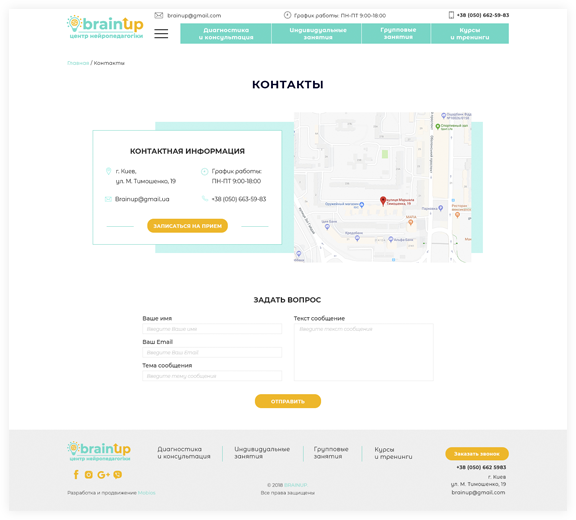 brainup
центр нейропедагогіки
brainup@gmail.com
График работы: ПН-ПТ 9:00-18:00
+38 (050) 662-59-83
Диагностика
и консультация
Индивидуальные
занятия
Групповые
занятия
Курсы
и тренинги
Главная / Контакты
КОНТАКТЫ
КОНТАКТНАЯ ИНФОРМАЦИЯ
г. Киев,
ул. М. Тимошенко, 19
График работы:
ПН-ПТ 9:00-18:00
Brainup@gmail.ua
+38 (050) 663-59-83
ЗАПИСАТЬСЯ НА ПРИЕМ
ЗАДАТЬ ВОПРОС
Ваше имя
Введите Ваше имя
Ваш Email
Введите Ваш Email
Тема сообщения
Введите тему сообщения
Текст сообщение
Введите текст сообщения
ОТПРАВИТЬ
brainup
центр нейропедагогіки
Диагностика
и консультация
Индивидуальные
занятия
Групповые
занятия
Курсы
и тренинги
Заказать звонок
+38 (050) 662 5983
г. Киев
ул. М. Тимошенко, 19
brainup@gmail.com
Разработка и продвижение
© 2018 BRAINUP
Все права защищены